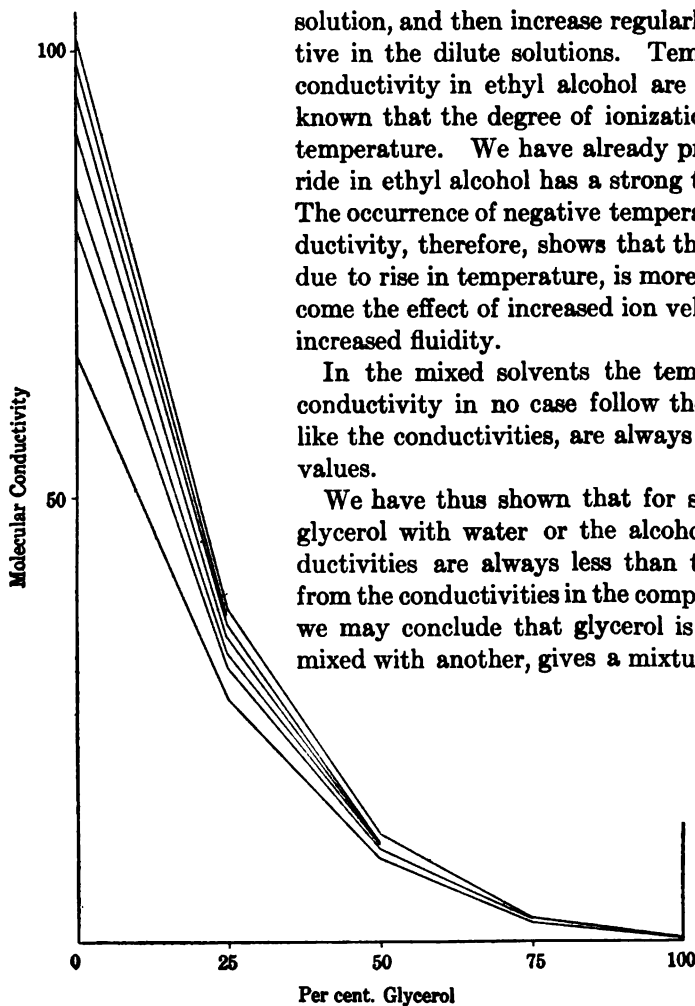 solution, and then increase regularl
tive in the dilute solutions. Tem
conductivity in ethyl alcohol are
known that the degree of ionizatio
temperature. We have already pr
ride in ethyl alcohol has a strong t
The occurrence of negative tempera
ductivity, therefore, shows that th
due to rise in temperature, is more
come the effect of increased ion vel
increased fluidity.
In the mixed solvents the tem
conductivity in no case follow th
like the conductivities, are always
values.
We have thus shown that for s
glycerol with water or the alcoho
ductivities are always less than t
from the conductivities in the comp
we may conclude that glycerol is
mixed with another, gives a mixtu
Molecular Conductivity
100
50
0 25 50 75 100
Per cent. Glycerol